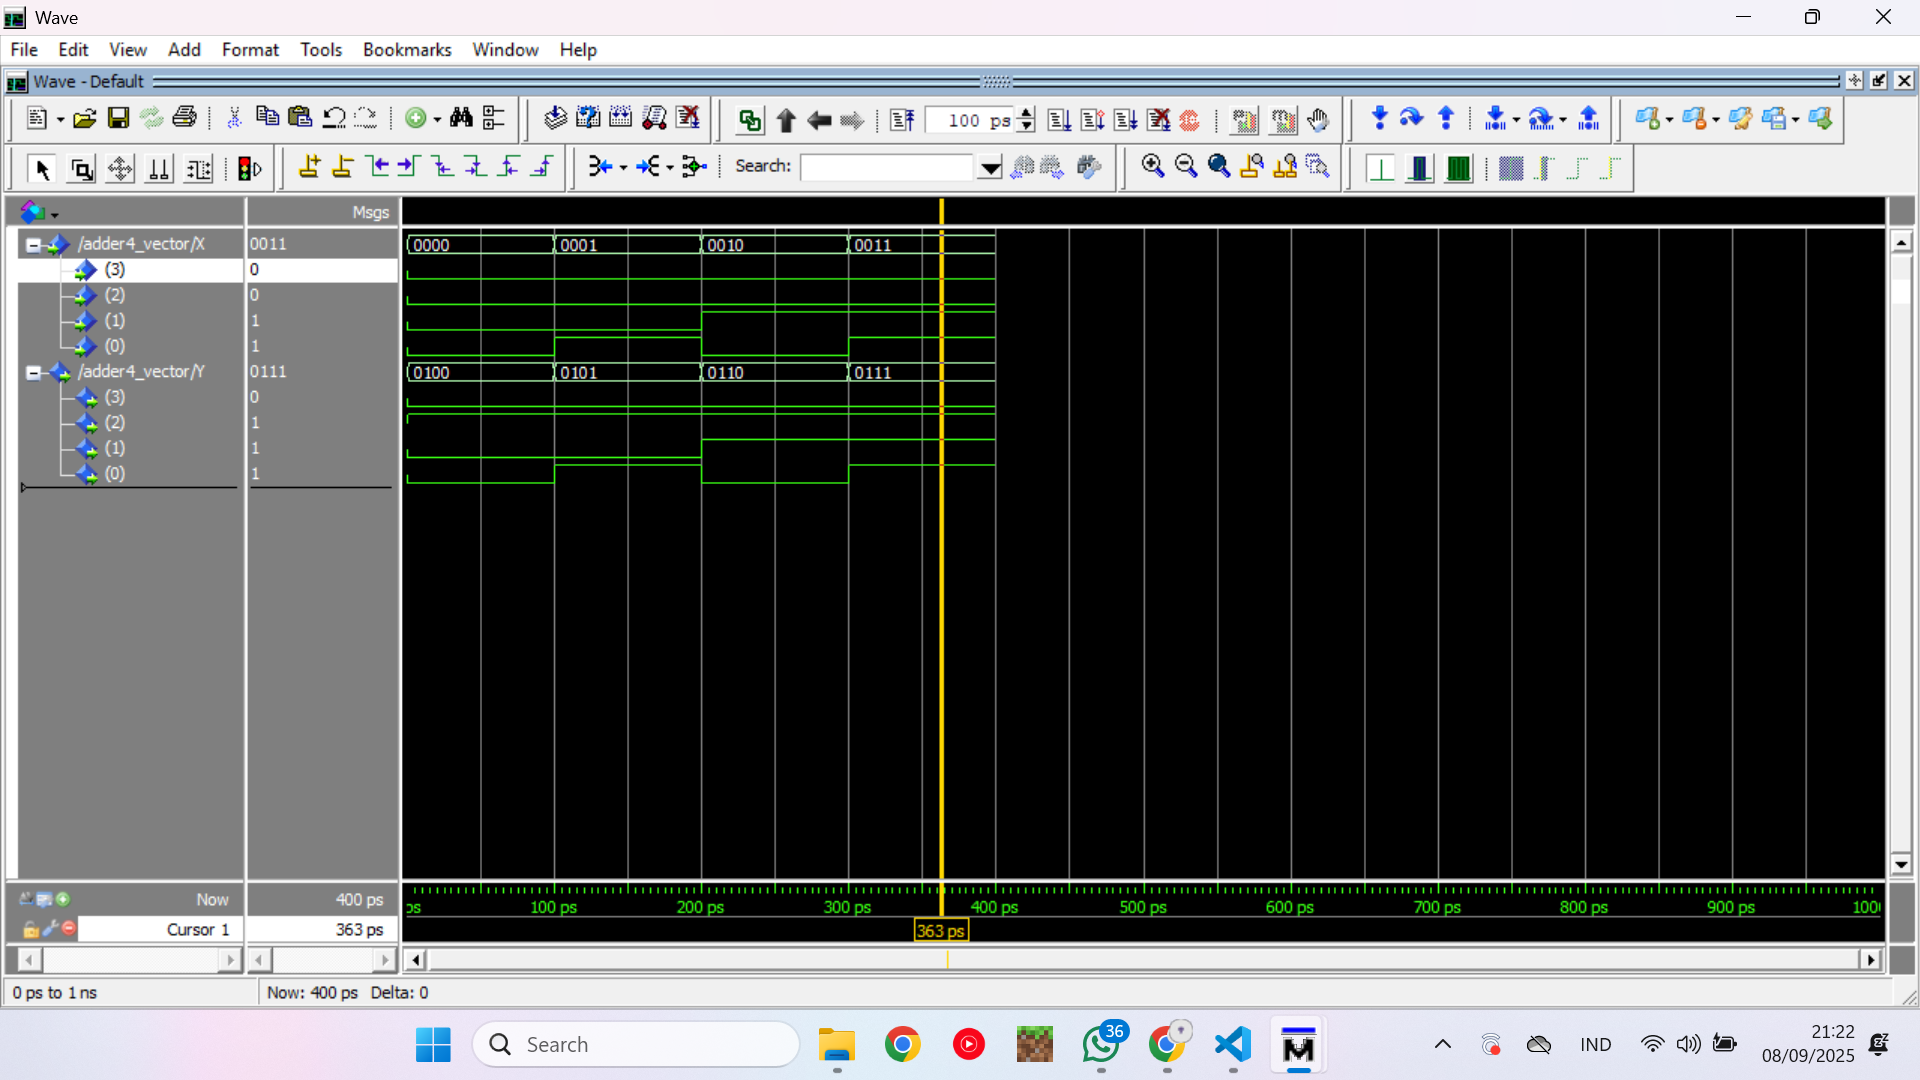 Wave
File Edit View Add Format Tools Bookmarks Window Help
Wave - Default
100 ps
Search:
Msgs
/adder4_vector/X 0011 0000 0001 0010 0011
(3) 0
(2) 0
(1) 1
(0) 1
/adder4_vector/Y 0111 0100 0101 0110 0111
(3) 0
(2) 1
(1) 1
(0) 1
Now 400 ps
ps 100 ps 200 ps 300 ps 400 ps 500 ps 600 ps 700 ps 800 ps 900 ps 100
Cursor 1 363 ps 363 ps
0 ps to 1 ns Now: 400 ps Delta: 0
Search
36
IND
21:22
08/09/2025